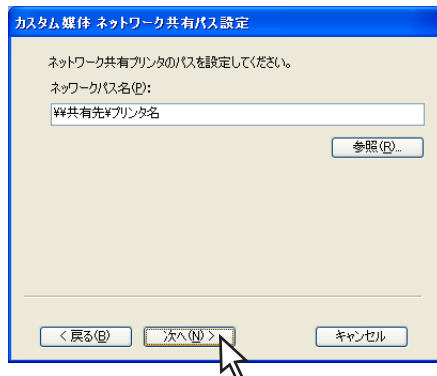 カスタム媒体 ネットワーク共有パス設定
ネットワーク共有プリンタのパスを設定してください。
ネッワークパス名(P):
¥¥共有先¥プリンタ名
参照(R)...
< 戻る(B)
次へ(N) >
キャンセル